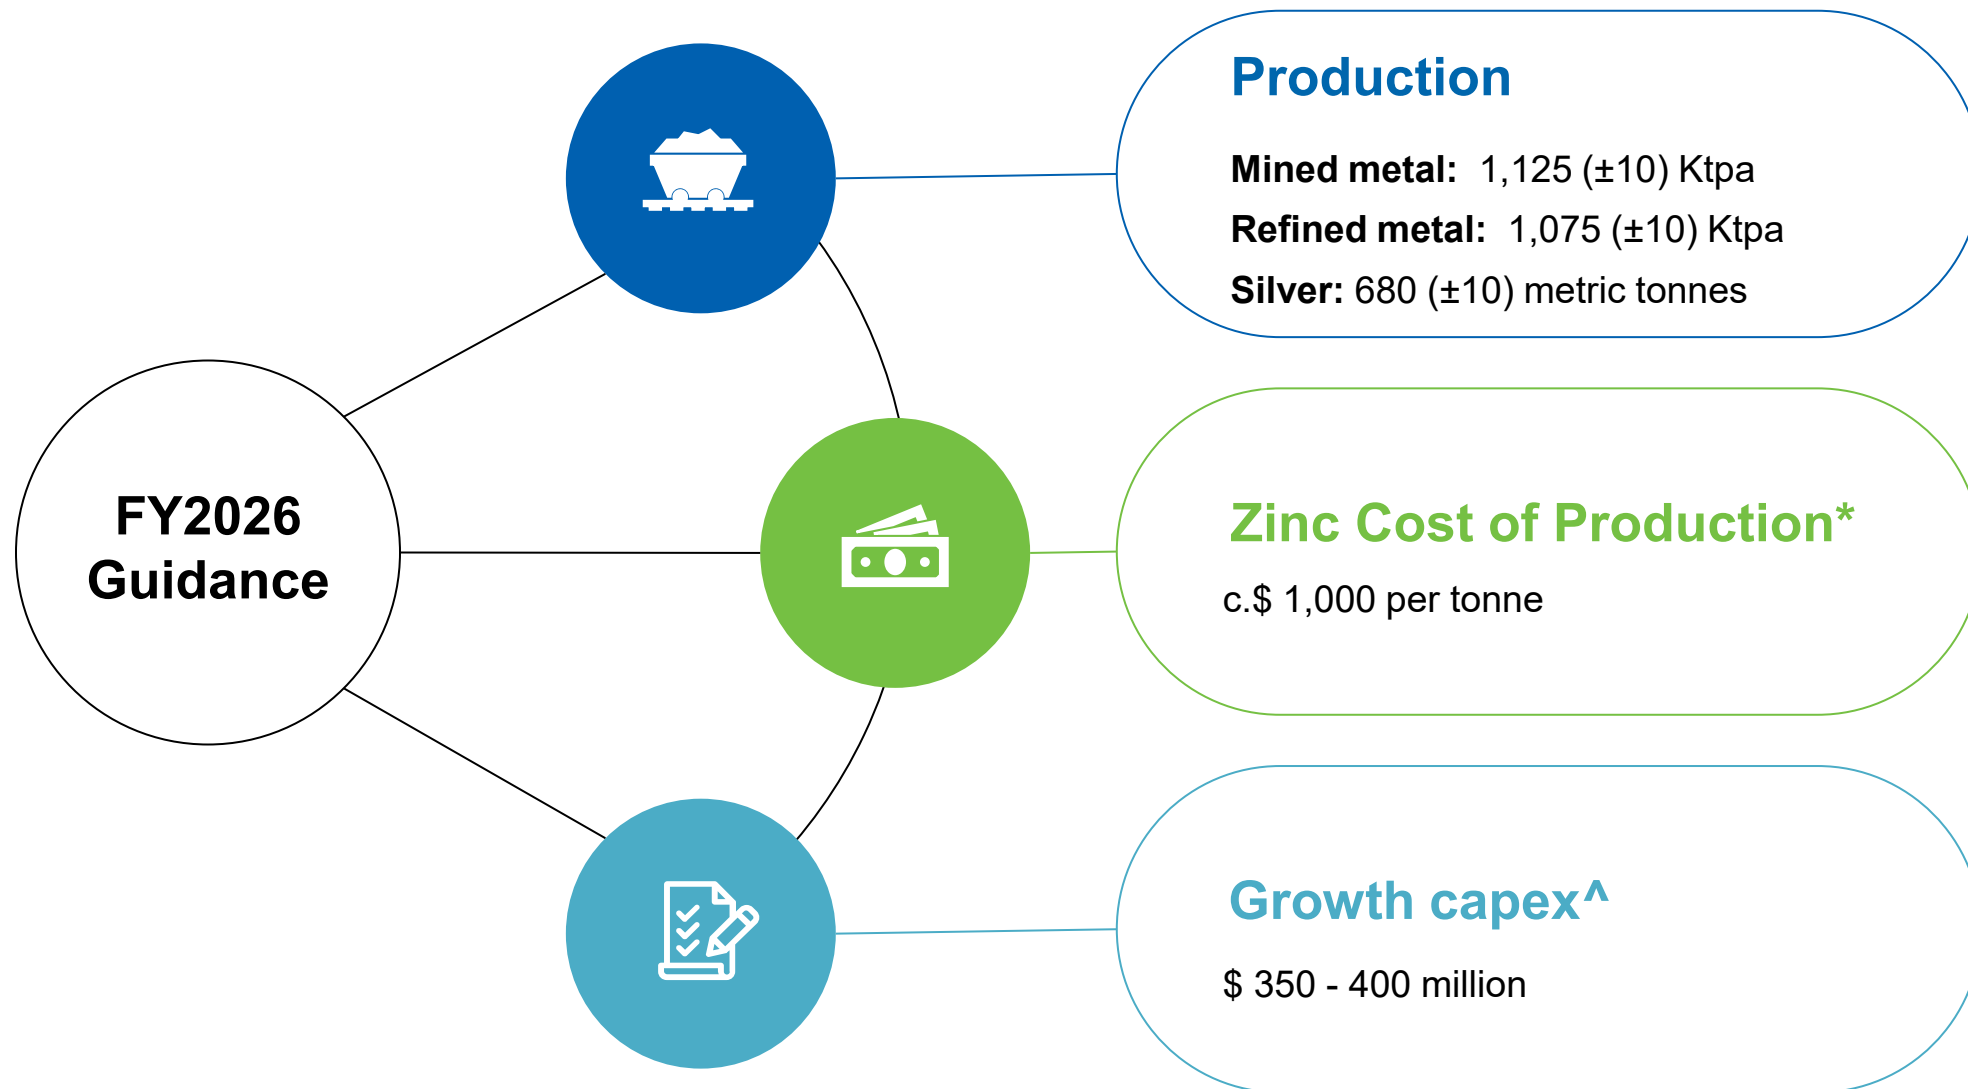 FY2026
Guidance
Production
Mined metal: 1,125 (±10) Ktpa
Refined metal: 1,075 (±10) Ktpa
Silver: 680 (±10) metric tonnes
Zinc Cost of Production*
c.$ 1,000 per tonne
Growth capex^
$ 350 - 400 million